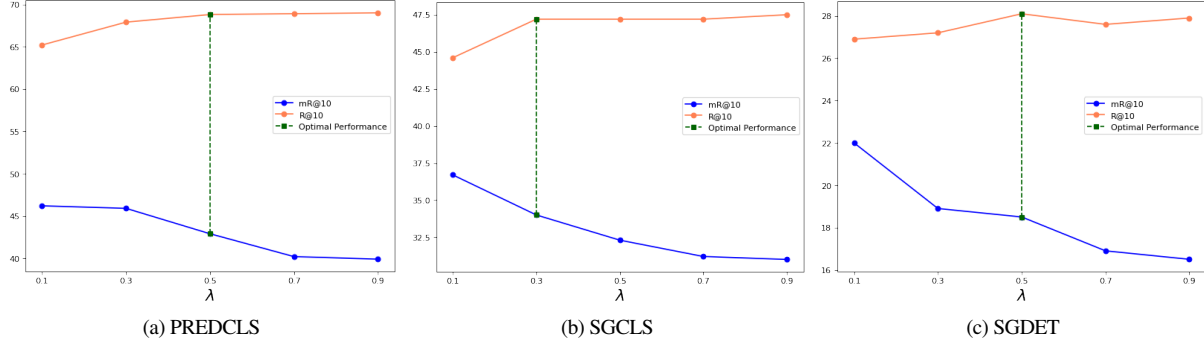 70
65
60
55
50
45
40
mR@10
R@10
Optimal Performance
0.1 0.3 0.5 0.7 0.9
λ
(a) PREDCLS
47.5
45.0
42.5
40.0
37.5
35.0
32.5
mR@10
R@10
Optimal Performance
0.1 0.3 0.5 0.7 0.9
λ
(b) SGCLS
28
26
24
22
20
18
16
mR@10
R@10
Optimal Performance
0.1 0.3 0.5 0.7 0.9
λ
(c) SGDET